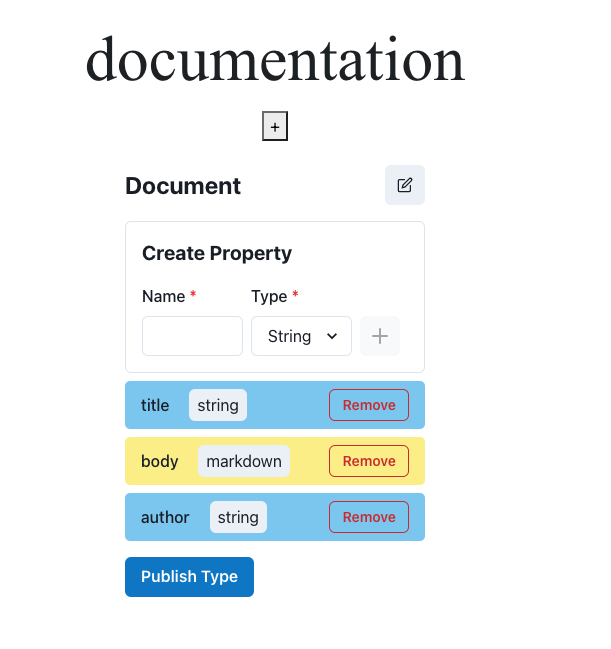 documentation
+
Document
Create Property
Name * Type *
String
title string Remove
body markdown Remove
author string Remove
Publish Type